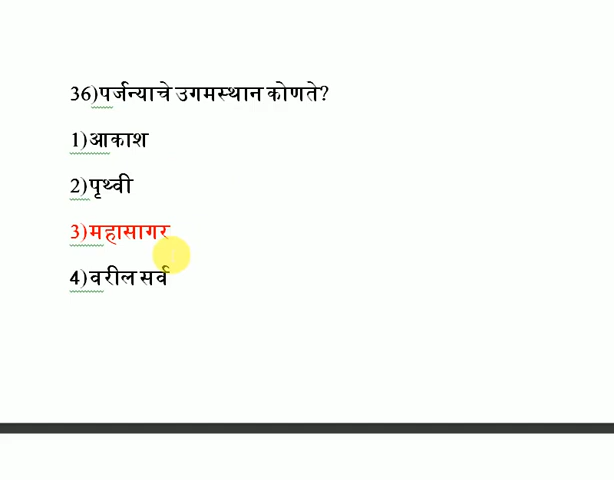 36)पर्जन्याचे उगमस्थान कोणते?
1)आकाश
2)पृथ्वी
3)महासागर
4)वरील सर्व